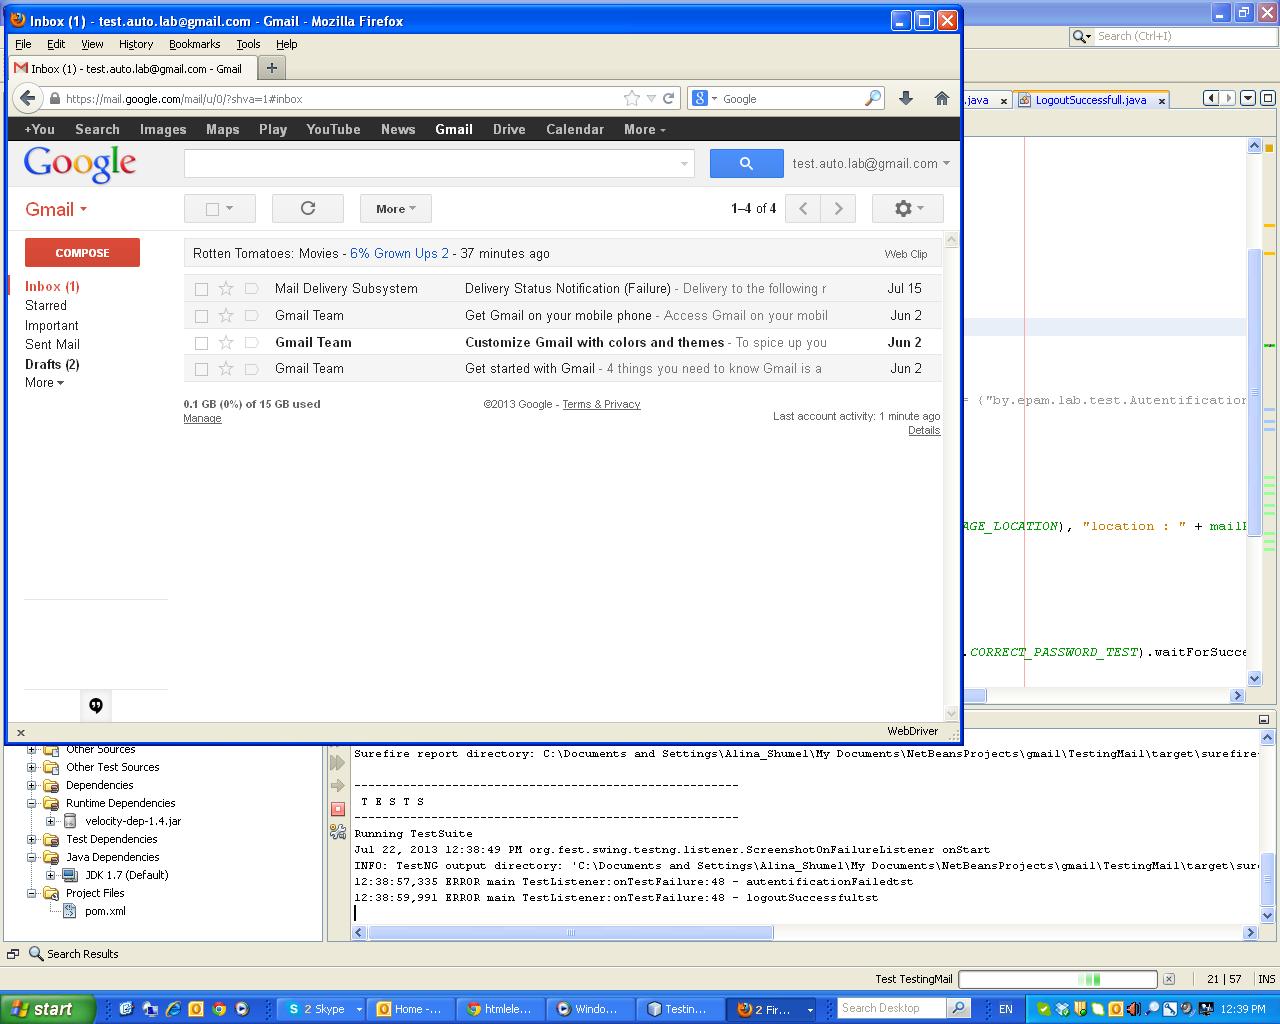 Inbox (1) - test.auto.lab@gmail.com - Gmail - Mozilla Firefox
File Edit View History Bookmarks Tools Help
Search (Ctrl+I)
Inbox (1) - test.auto.lab@gmail.com - Gmail
.java LogoutSuccessfull.java
https://mail.google.com/mail/u/0/?shva=1#inbox
Google
+You Search Images Maps Play YouTube News Gmail Drive Calendar More
Google
test.auto.lab@gmail.com
Gmail
More
1–4 of 4
COMPOSE
Rotten Tomatoes: Movies - 6% Grown Ups 2 - 37 minutes ago
Web Clip
Inbox (1)
Starred
Important
Sent Mail
Drafts (2)
More
Mail Delivery Subsystem Delivery Status Notification (Failure) - Delivery to the following r Jul 15
Gmail Team Get Gmail on your mobile phone - Access Gmail on your mobil Jun 2
Gmail Team Customize Gmail with colors and themes - To spice up you Jun 2
Gmail Team Get started with Gmail - 4 things you need to know Gmail is a Jun 2
0.1 GB (0%) of 15 GB used
Manage
©2013 Google - Terms & Privacy
Last account activity: 1 minute ago
Details
= {"by.epam.lab.test.Autentification
AGE_LOCATION), "location : " + mail
.CORRECT_PASSWORD_TEST).waitForSucce
WebDriver
Other Sources
Other Test Sources
Dependencies
Runtime Dependencies
velocity-dep-1.4.jar
Test Dependencies
Java Dependencies
JDK 1.7 (Default)
Project Files
pom.xml
Surefire report directory: C:\Documents and Settings\Alina_Shumel\My Documents\NetBeansProjects\gmail\TestingMail\target\surefire
-------------------------------------------------------
T E S T S
-------------------------------------------------------
Running TestSuite
Jul 22, 2013 12:38:49 PM org.fest.swing.testng.listener.ScreenshotOnFailureListener onStart
INFO: TestNG output directory: 'C:\Documents and Settings\Alina_Shumel\My Documents\NetBeansProjects\gmail\TestingMail\target\sure
12:38:57,335 ERROR main TestListener:onTestFailure:48 - autentificationFailedtst
12:38:59,991 ERROR main TestListener:onTestFailure:48 - logoutSuccessfultst
Search Results
Test TestingMail
21 | 57 INS
start
2 Skype
Home -...
htmlele...
Windo...
Testin...
2 Fir...
Search Desktop
EN
12:39 PM